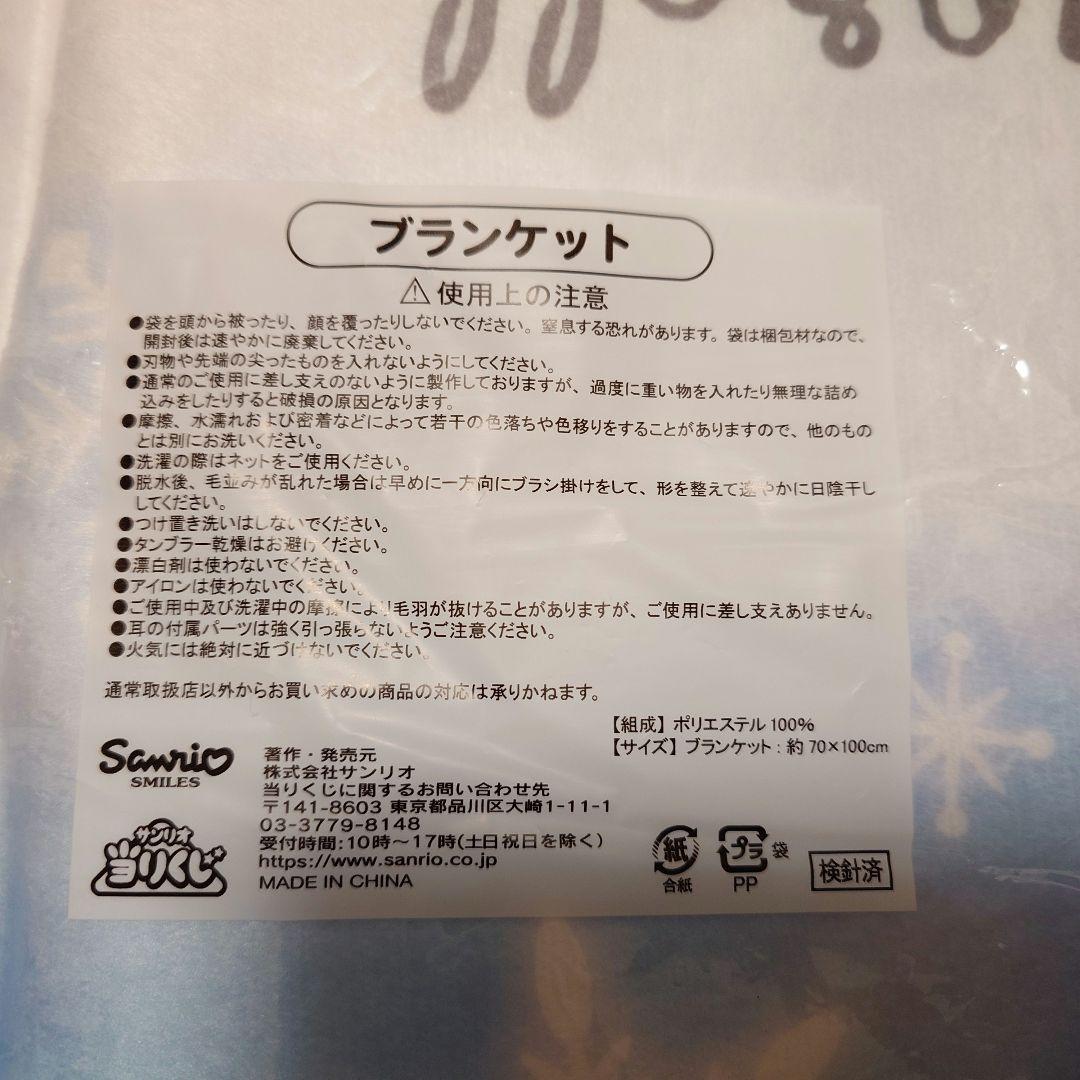 ブランケット
⚠使用上の注意
●袋を頭から被ったり、顔を覆ったりしないでください。窒息する恐れがあります。袋は梱包材なので、
開封後は速やかに廃棄してください。
●刃物や先端の尖ったものを入れないようにしてください。
●通常のご使用に差し支えのないように製作しておりますが、過度に重い物を入れたり無理な詰め
込みをしたりすると破損の原因となります。
●摩擦、水濡れおよび密着などによって若干の色落ちや色移りをすることがありますので、他のもの
とは別にお洗いください。
●洗濯の際はネットをご使用ください。
●脱水後、毛並みが乱れた場合は早めに一方向にブラシ掛けをして、形を整えて速やかに日陰干し
してください。
●つけ置き洗いはしないでください。
●タンブラー乾燥はお避けください。
●漂白剤は使わないでください。
●アイロンは使わないでください。
●ご使用中及び洗濯中の摩擦により毛羽が抜けることがありますが、ご使用に差し支えありません。
●耳の付属パーツは強く引っ張らないようご注意ください。
●火気には絶対に近づけないでください。
通常取扱店以外からお買い求めの商品の対応は承りかねます。
【組成】ポリエステル100%
【サイズ】ブランケット:約70×100cm
Sanrio
SMILES
サンリオ
当りくじ
著作・発売元
株式会社サンリオ
当りくじに関するお問い合わせ先
〒141-8603 東京都品川区大崎1-11-1
03-3779-8148
受付時間:10時~17時(土日祝日を除く)
https://www.sanrio.co.jp
MADE IN CHINA
紙
合紙
プラ 袋
PP
検針済